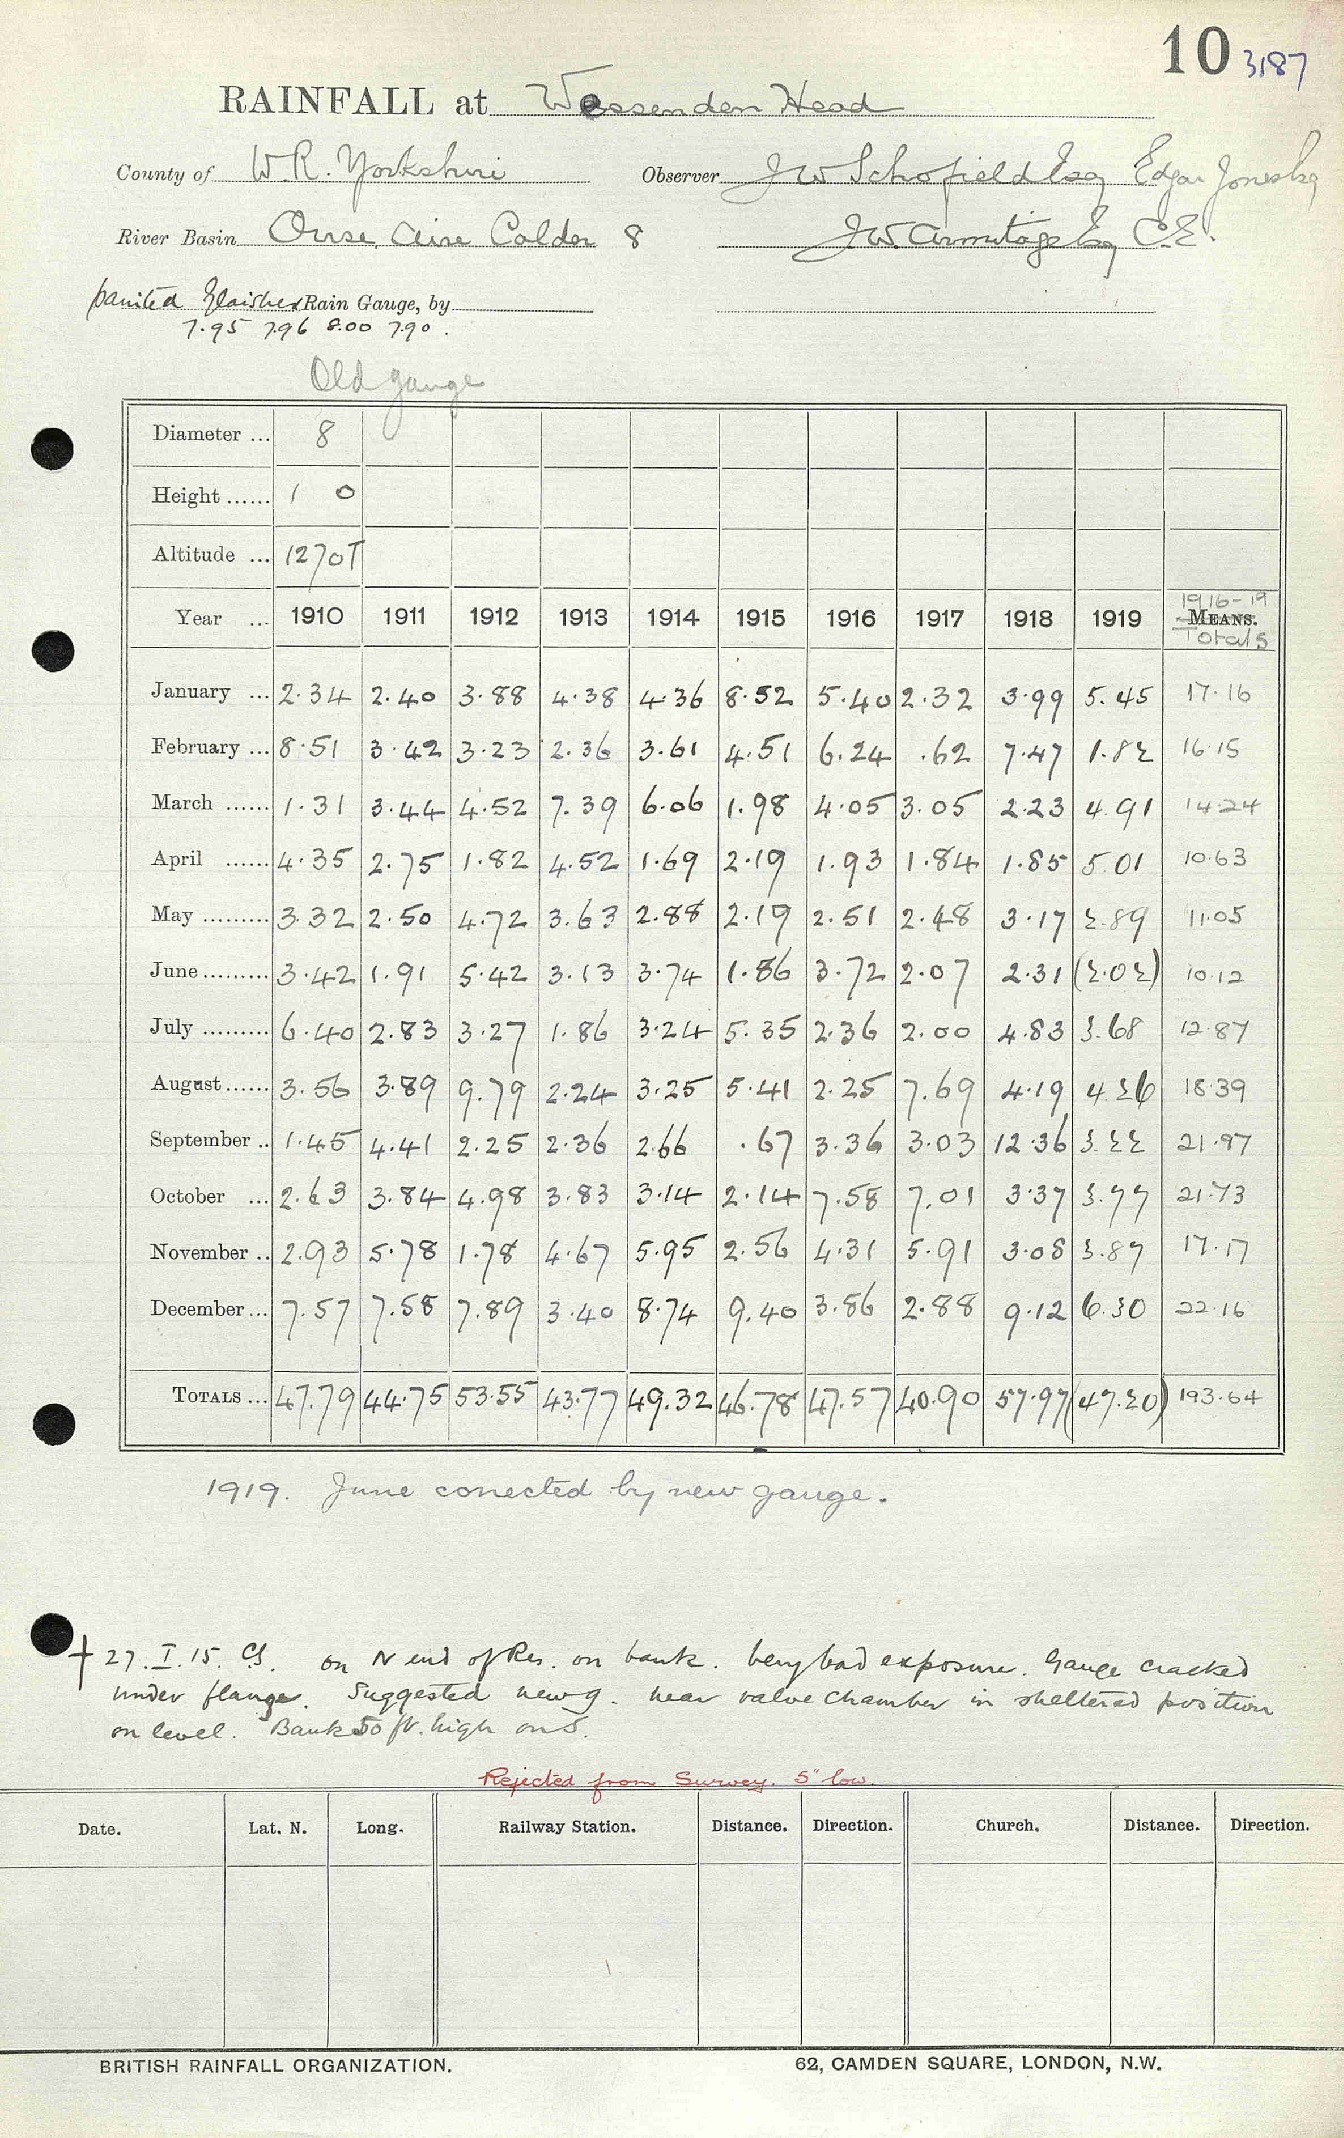 10 3187
RAINFALL at Wessenden Head
County of W.R. Yorkshire Observer J W Schofield Esq Edgar Jones Esq
River Basin Ouse Aire Calder 8 J.W. Armitage Esq C.E.
painted Glaisher Rain Gauge, by
7.95 7.96 8.00 7.90
Old gauge
Diameter ... 8
Height ...... 1 0
Altitude ... 1270T
Year ... 1910 1911 1912 1913 1914 1915 1916 1917 1918 1919 1916-19 MEANS. Totals
January ... 2.34 2.40 3.88 4.38 4.36 8.52 5.40 2.32 3.99 5.45 17.16
February ... 8.51 3.42 3.23 2.36 3.61 4.51 6.24 .62 7.47 1.82 16.15
March ...... 1.31 3.44 4.52 7.39 6.06 1.98 4.05 3.05 2.23 4.91 14.24
April ...... 4.35 2.75 1.82 4.52 1.69 2.19 1.93 1.84 1.85 5.01 10.63
May ......... 3.32 2.50 4.72 3.63 2.88 2.19 2.51 2.48 3.17 2.89 11.05
June ......... 3.42 1.91 5.42 3.13 3.74 1.86 3.72 2.07 2.31 (2.02) 10.12
July ......... 6.40 2.83 3.27 1.86 3.24 5.35 2.36 2.00 4.83 3.68 12.87
August ...... 3.56 3.89 9.79 2.24 3.25 5.41 2.25 7.69 4.19 4.26 18.39
September .. 1.45 4.41 2.25 2.36 2.66 .67 3.36 3.03 12.36 3.22 21.97
October ... 2.63 3.84 4.98 3.83 3.14 2.14 7.58 7.01 3.37 3.77 21.73
November .. 2.93 5.78 1.78 4.67 5.95 2.56 4.31 5.91 3.08 3.87 17.17
December ... 7.57 7.58 7.89 3.40 8.74 9.40 3.86 2.88 9.12 6.30 22.16
TOTALS ... 47.79 44.75 53.55 43.77 49.32 46.78 47.57 40.90 57.97 (47.20) 193.64
1919. June corrected by new gauge.
+ 27.I.15. CS. on N end of Res. on bank. Very bad exposure. Gauge cracked
under flange. Suggested new g. near valve chamber in sheltered position
on level. Bank 50 ft. high on S.
Rejected from Survey. 5" low.
Date. Lat. N. Long. Railway Station. Distance. Direction. Church. Distance. Direction.
BRITISH RAINFALL ORGANIZATION. 62, CAMDEN SQUARE, LONDON, N.W.